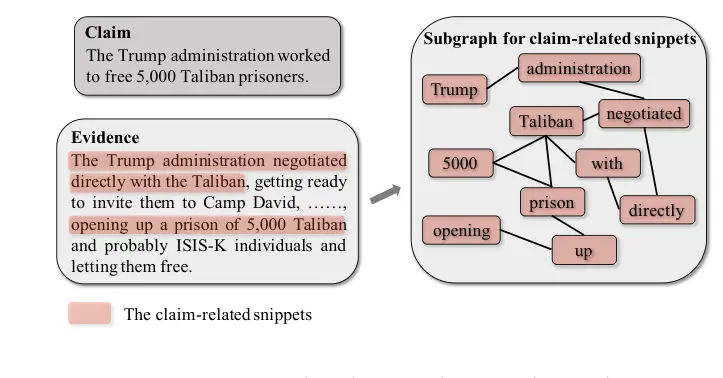 Claim
The Trump administration worked
to free 5,000 Taliban prisoners.
Evidence
The Trump administration negotiated
directly with the Taliban, getting ready
to invite them to Camp David, ……,
opening up a prison of 5,000 Taliban
and probably ISIS-K individuals and
letting them free.
The claim-related snippets
Subgraph for claim-related snippets
administration
Trump
negotiated
Taliban
5000
with
prison
directly
opening
up